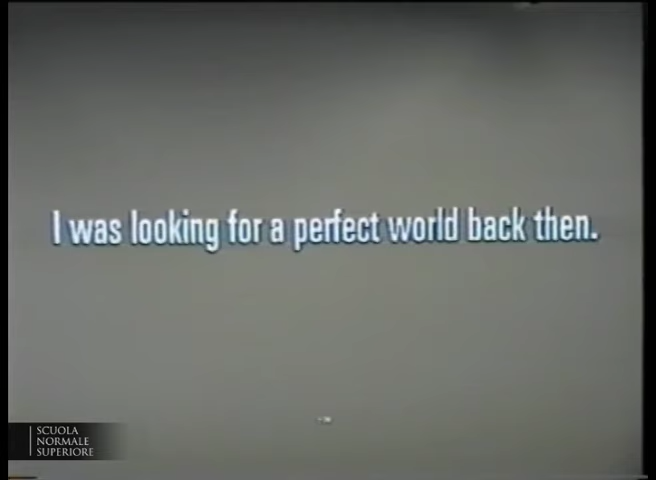 I was looking for a perfect world back then.
SCUOLA
NORMALE
SUPERIORE